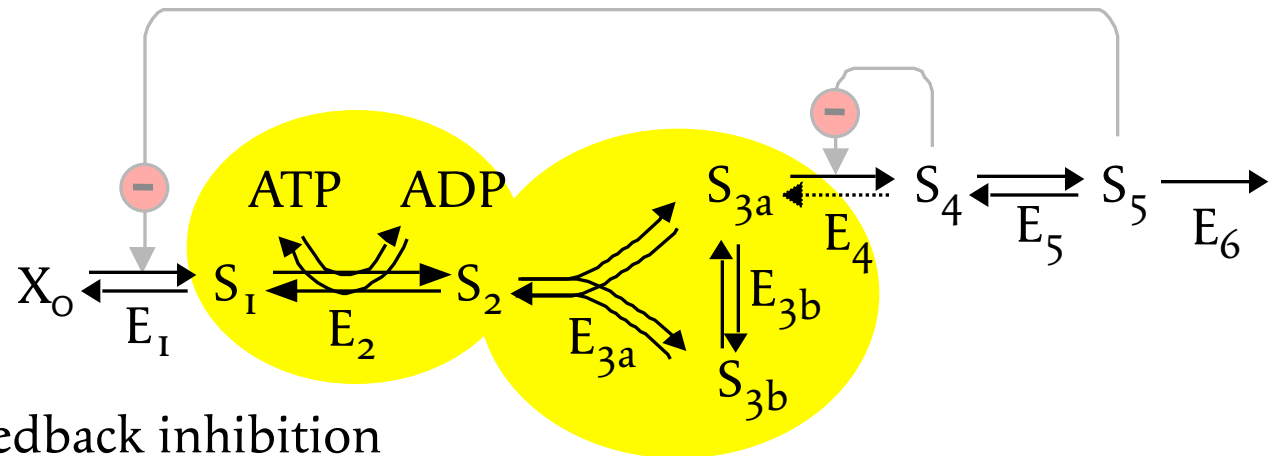 ATP ADP
S3a S4 S5
E4 E5 E6
X0 S1 S2
E1 E2 E3a E3b
S3b
edback inhibition